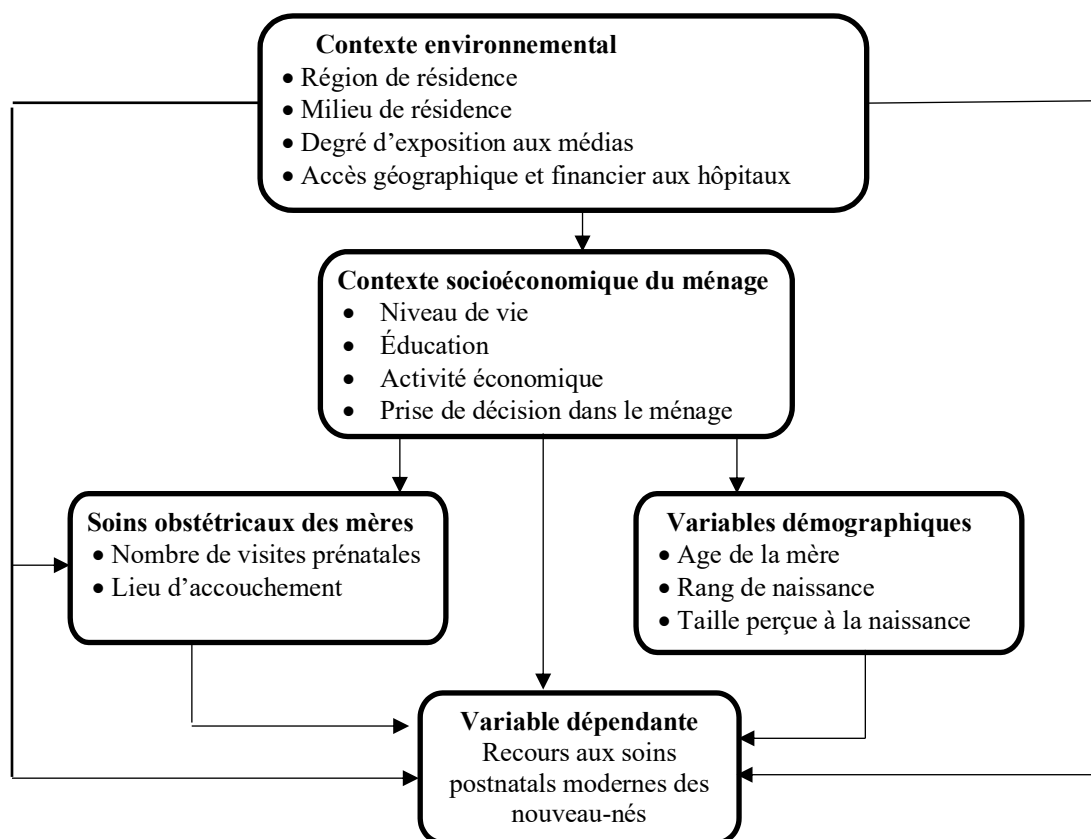 Contexte environnemental
• Région de résidence
• Milieu de résidence
• Degré d’exposition aux médias
• Accès géographique et financier aux hôpitaux
Contexte socioéconomique du ménage
• Niveau de vie
• Éducation
• Activité économique
• Prise de décision dans le ménage
Soins obstétricaux des mères
• Nombre de visites prénatales
• Lieu d’accouchement
Variables démographiques
• Age de la mère
• Rang de naissance
• Taille perçue à la naissance
Variable dépendante
Recours aux soins
postnatals modernes des
nouveau-nés